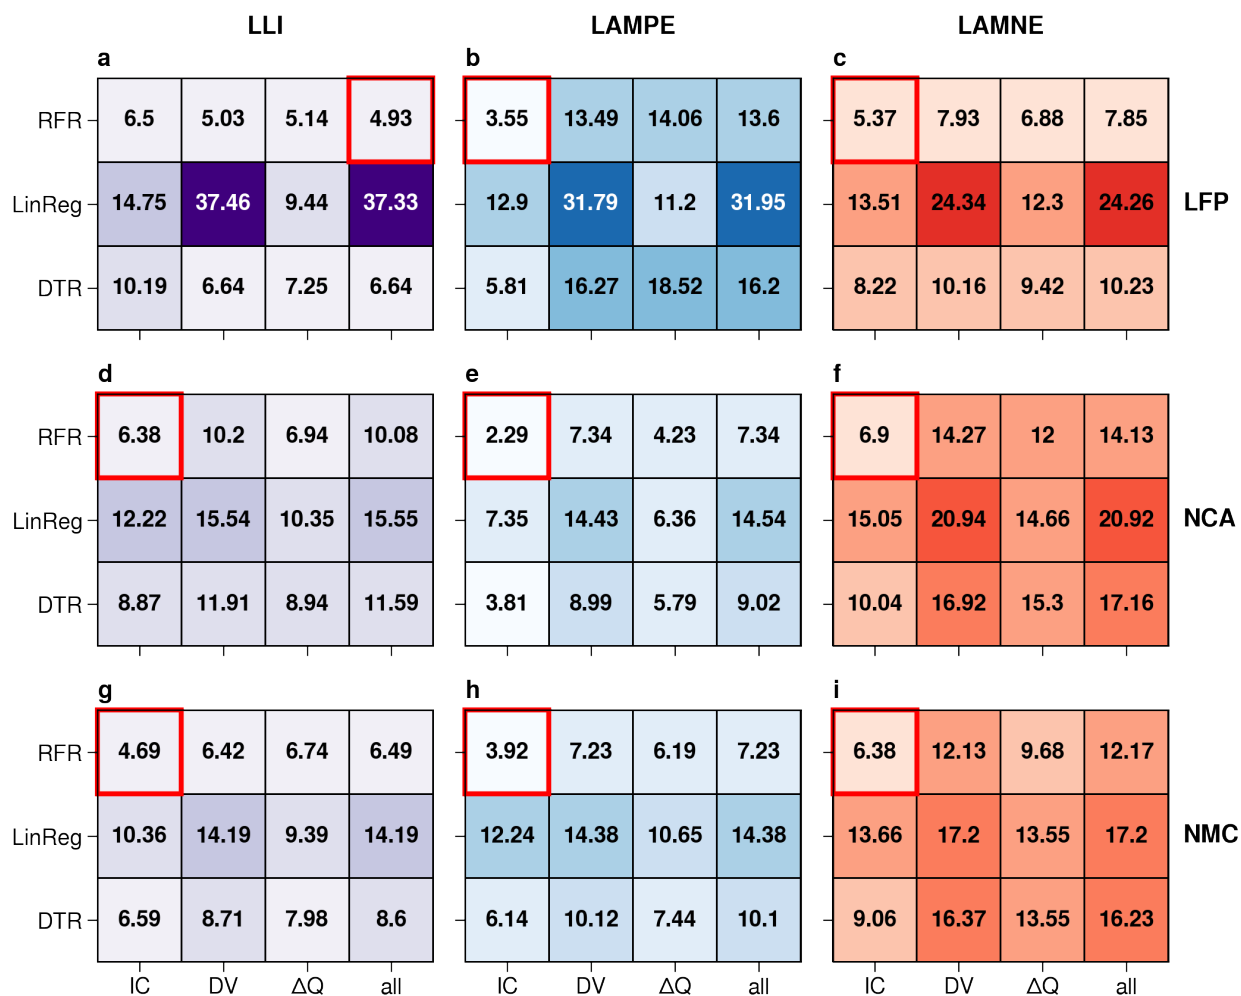 LLI LAMPE LAMNE
a b c
RFR 6.5 5.03 5.14 4.93 3.55 13.49 14.06 13.6 5.37 7.93 6.88 7.85
LinReg 14.75 37.46 9.44 37.33 12.9 31.79 11.2 31.95 13.51 24.34 12.3 24.26 LFP
DTR 10.19 6.64 7.25 6.64 5.81 16.27 18.52 16.2 8.22 10.16 9.42 10.23
d e f
RFR 6.38 10.2 6.94 10.08 2.29 7.34 4.23 7.34 6.9 14.27 12 14.13
LinReg 12.22 15.54 10.35 15.55 7.35 14.43 6.36 14.54 15.05 20.94 14.66 20.92 NCA
DTR 8.87 11.91 8.94 11.59 3.81 8.99 5.79 9.02 10.04 16.92 15.3 17.16
g h i
RFR 4.69 6.42 6.74 6.49 3.92 7.23 6.19 7.23 6.38 12.13 9.68 12.17
LinReg 10.36 14.19 9.39 14.19 12.24 14.38 10.65 14.38 13.66 17.2 13.55 17.2 NMC
DTR 6.59 8.71 7.98 8.6 6.14 10.12 7.44 10.1 9.06 16.37 13.55 16.23
IC DV ΔQ all IC DV ΔQ all IC DV ΔQ all